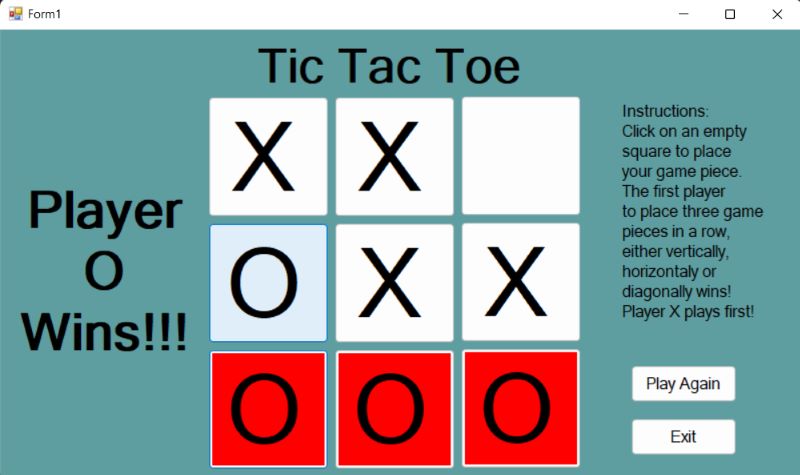 Form1
Tic Tac Toe
Player
O
Wins!!!
X X
O X X
O O O
Instructions:
Click on an empty
square to place
your game piece.
The first player
to place three game
pieces in a row,
either vertically,
horizontaly or
diagonally wins!
Player X plays first!
Play Again
Exit